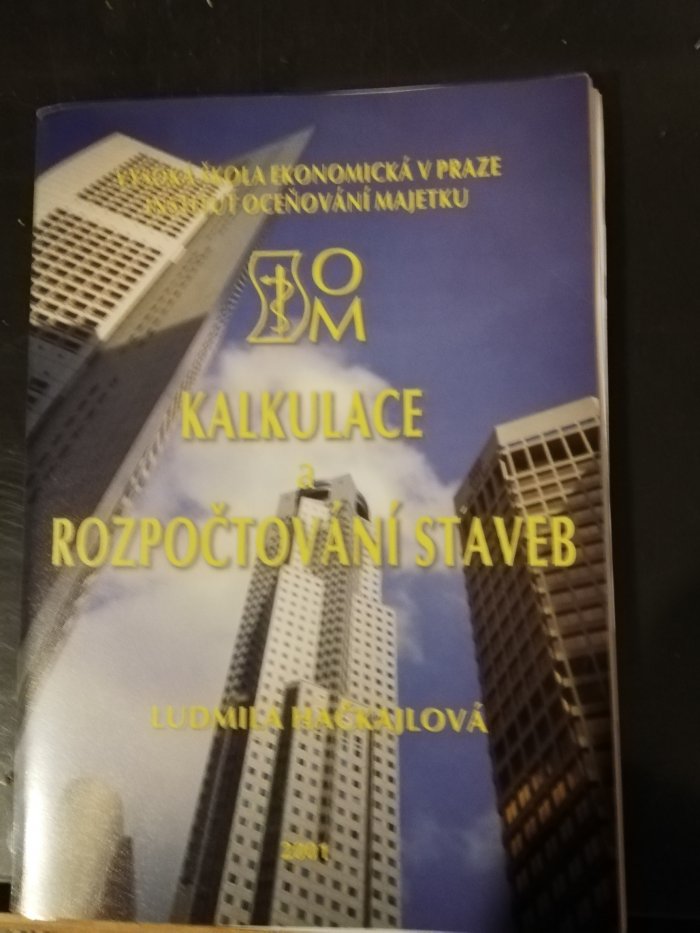 VYSOKÁ ŠKOLA EKONOMICKÁ V PRAZE
INSTITUT OCEŇOVÁNÍ MAJETKU
O
M
KALKULACE
a
ROZPOČTOVÁNÍ STAVEB
LUDMILA HAČKAJLOVÁ
2001